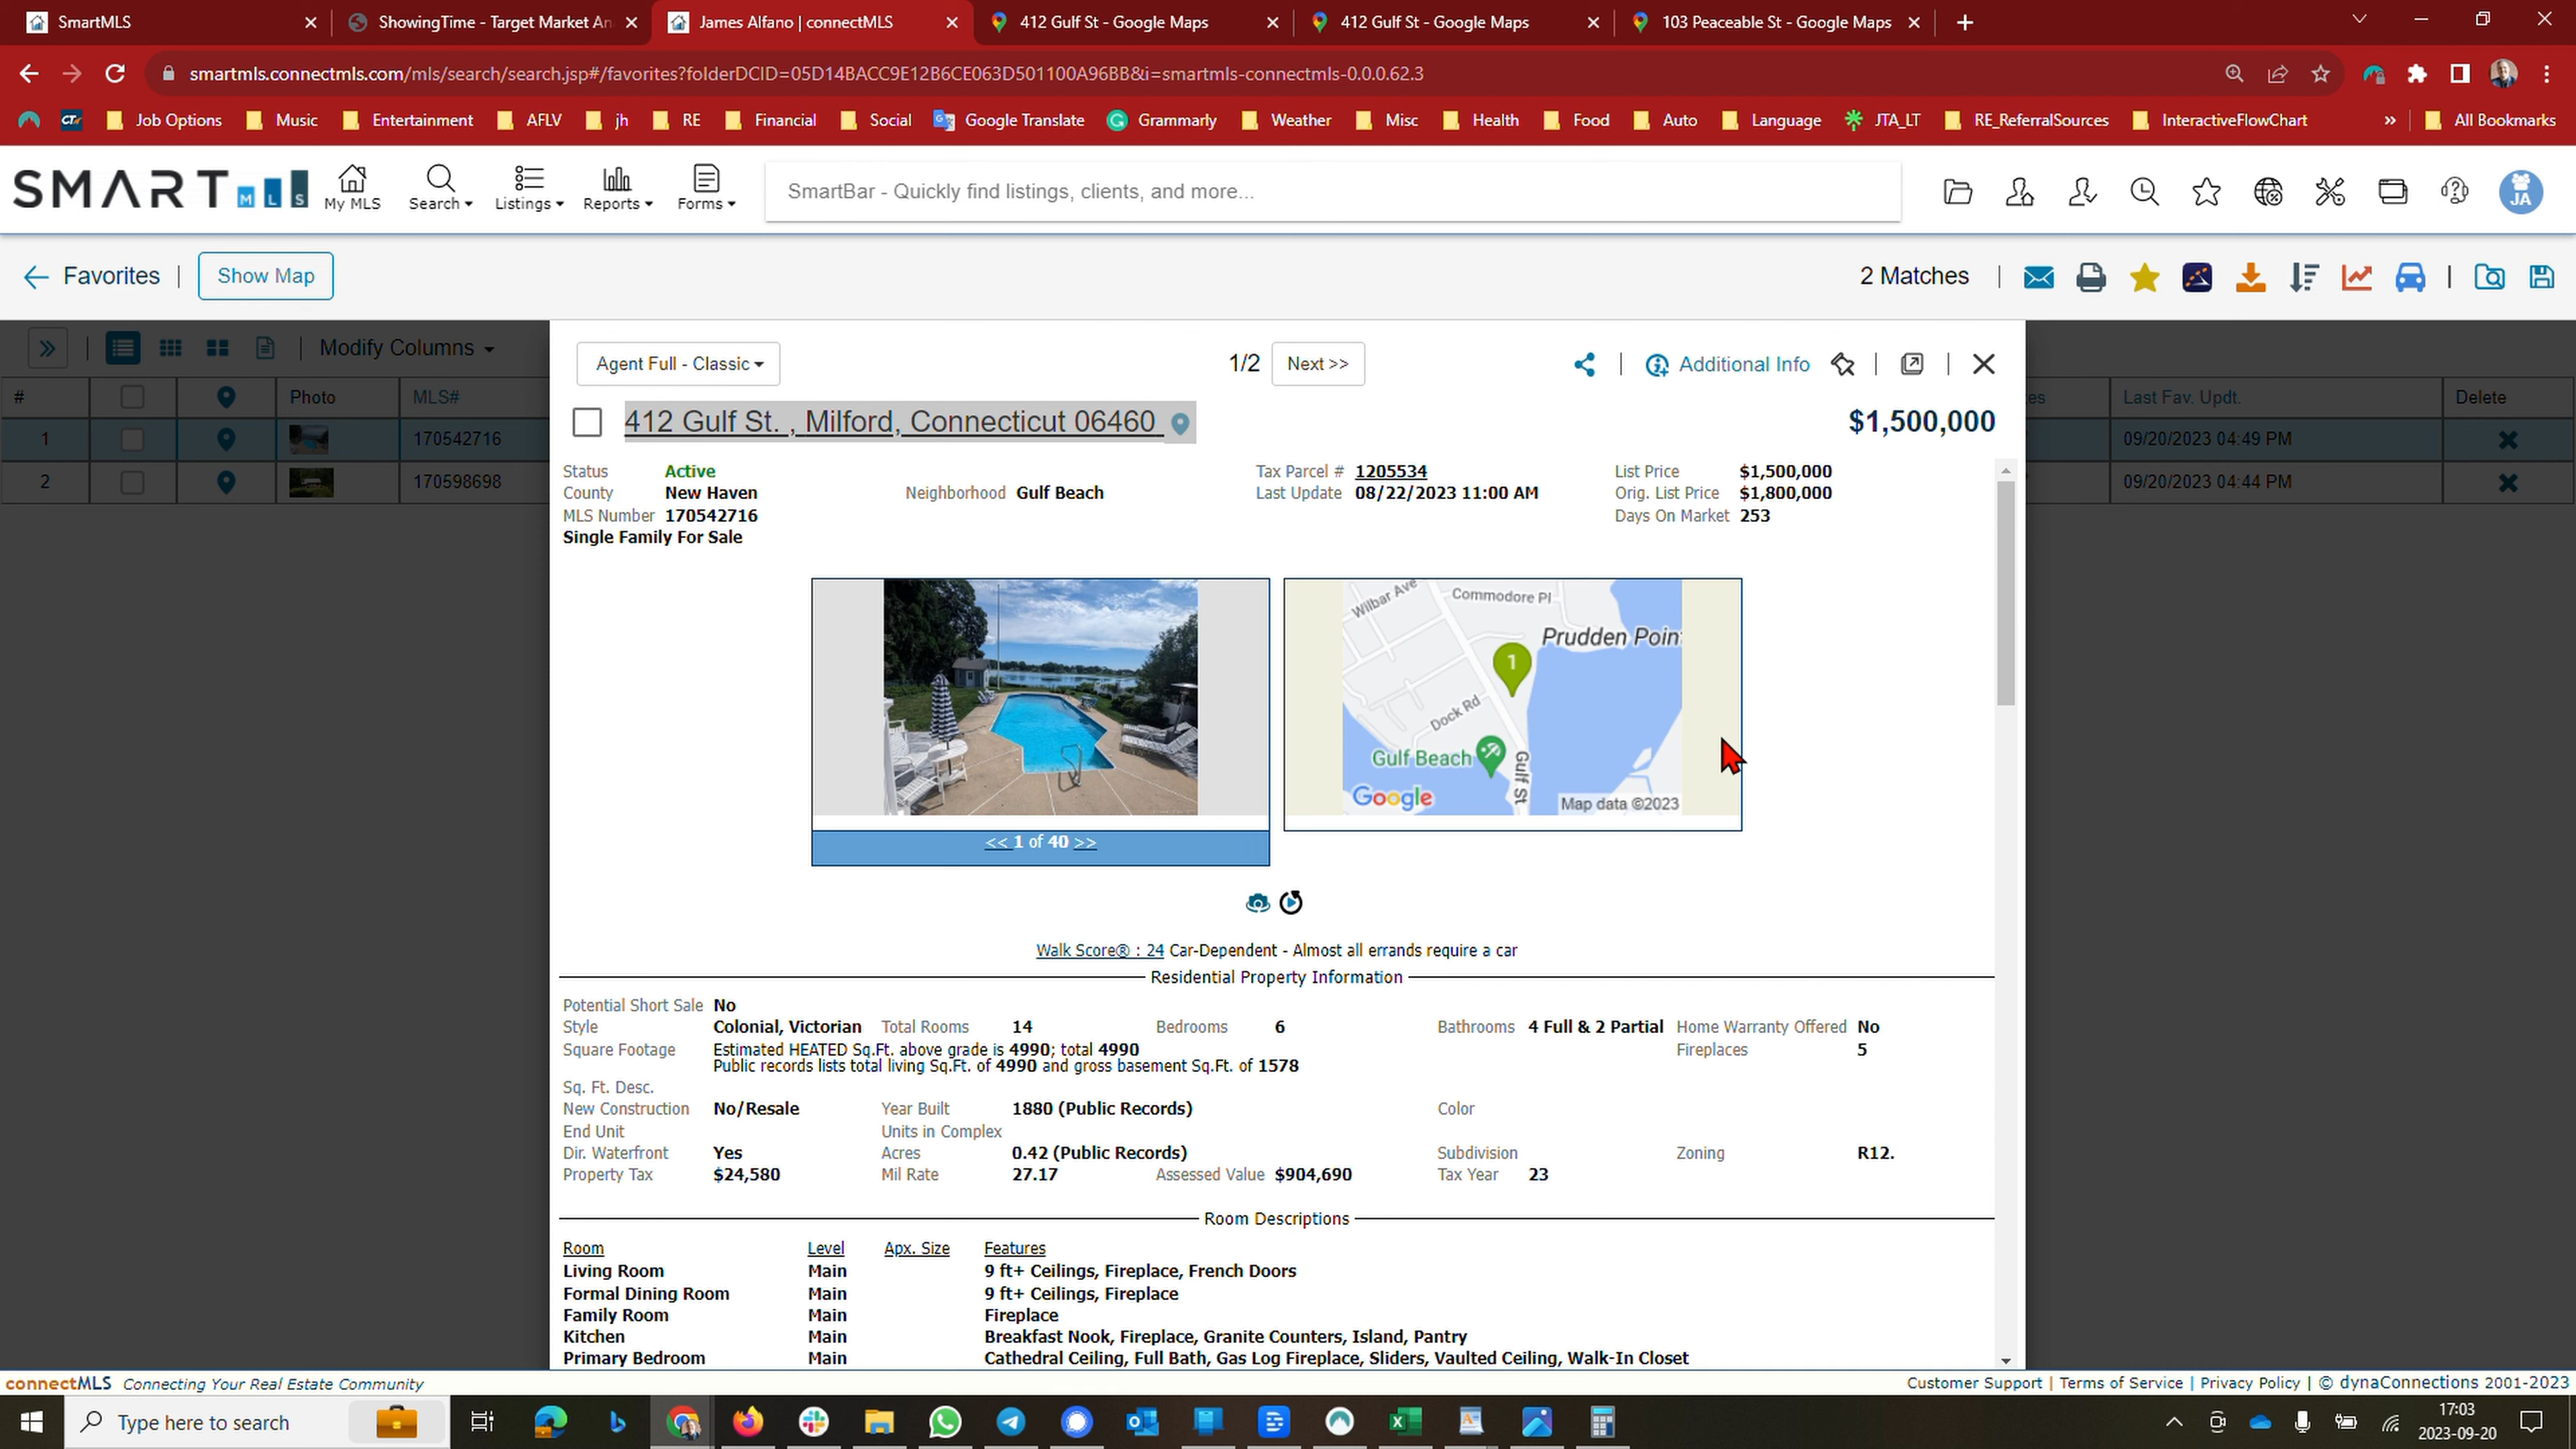 SmartMLS
ShowingTime - Target Market An
James Alfano | connectMLS
412 Gulf St - Google Maps
412 Gulf St - Google Maps
103 Peaceable St - Google Maps
smartmls.connectmls.com/mls/search/search.jsp#/favorites?folderDCID=05D14BACC9E12B6CE063D501100A96BB&i=smartmls-connectmls-0.0.0.62.3
CT
Job Options
Music
Entertainment
AFLV
jh
RE
Financial
Social
Google Translate
Grammarly
Weather
Misc
Health
Food
Auto
Language
JTA_LT
RE_ReferralSources
InteractiveFlowChart
»
All Bookmarks
SMART MLS
My MLS
Search
Listings
Reports
Forms
SmartBar - Quickly find listings, clients, and more...
JA
Favorites | Show Map
2 Matches
Modify Columns
Agent Full - Classic
1/2 Next >>
Additional Info
# Photo MLS#
es Last Fav. Updt. Delete
412 Gulf St. , Milford, Connecticut 06460
$1,500,000
1 170542716
09/20/2023 04:49 PM
2 170598698
09/20/2023 04:44 PM
Status Active Tax Parcel # 1205534 List Price $1,500,000
County New Haven Neighborhood Gulf Beach Last Update 08/22/2023 11:00 AM Orig. List Price $1,800,000
MLS Number 170542716 Days On Market 253
Single Family For Sale
Wilbar Ave
Commodore Pl
Prudden Poin
1
Dock Rd
Gulf Beach
Gulf St
Google
Map data ©2023
<< 1 of 40 >>
Walk Score® : 24 Car-Dependent - Almost all errands require a car
Residential Property Information
Potential Short Sale No
Style Colonial, Victorian Total Rooms 14 Bedrooms 6 Bathrooms 4 Full & 2 Partial Home Warranty Offered No
Square Footage Estimated HEATED Sq.Ft. above grade is 4990; total 4990 Fireplaces 5
Public records lists total living Sq.Ft. of 4990 and gross basement Sq.Ft. of 1578
Sq. Ft. Desc.
New Construction No/Resale Year Built 1880 (Public Records) Color
End Unit Units in Complex
Dir. Waterfront Yes Acres 0.42 (Public Records) Subdivision Zoning R12.
Property Tax $24,580 Mil Rate 27.17 Assessed Value $904,690 Tax Year 23
Room Descriptions
Room Level Apx. Size Features
Living Room Main 9 ft+ Ceilings, Fireplace, French Doors
Formal Dining Room Main 9 ft+ Ceilings, Fireplace
Family Room Main Fireplace
Kitchen Main Breakfast Nook, Fireplace, Granite Counters, Island, Pantry
Primary Bedroom Main Cathedral Ceiling, Full Bath, Gas Log Fireplace, Sliders, Vaulted Ceiling, Walk-In Closet
connectMLS Connecting Your Real Estate Community
Customer Support | Terms of Service | Privacy Policy | © dynaConnections 2001-2023
Type here to search
17:03
2023-09-20